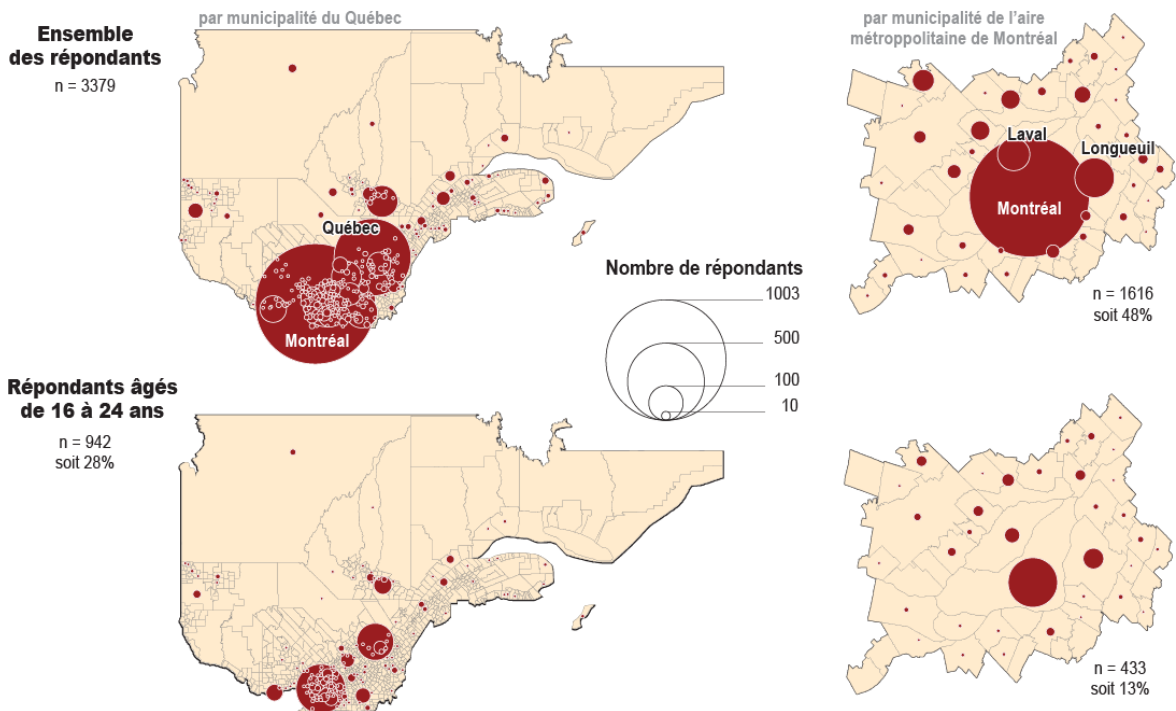 par municipalité du Québec
Ensemble
des répondants
n = 3379
Québec
Montréal
par municipalité de l’aire
métroppolitaine de Montréal
Laval
Longueuil
Montréal
n = 1616
soit 48%
Nombre de répondants
1003
500
100
10
Répondants âgés
de 16 à 24 ans
n = 942
soit 28%
n = 433
soit 13%